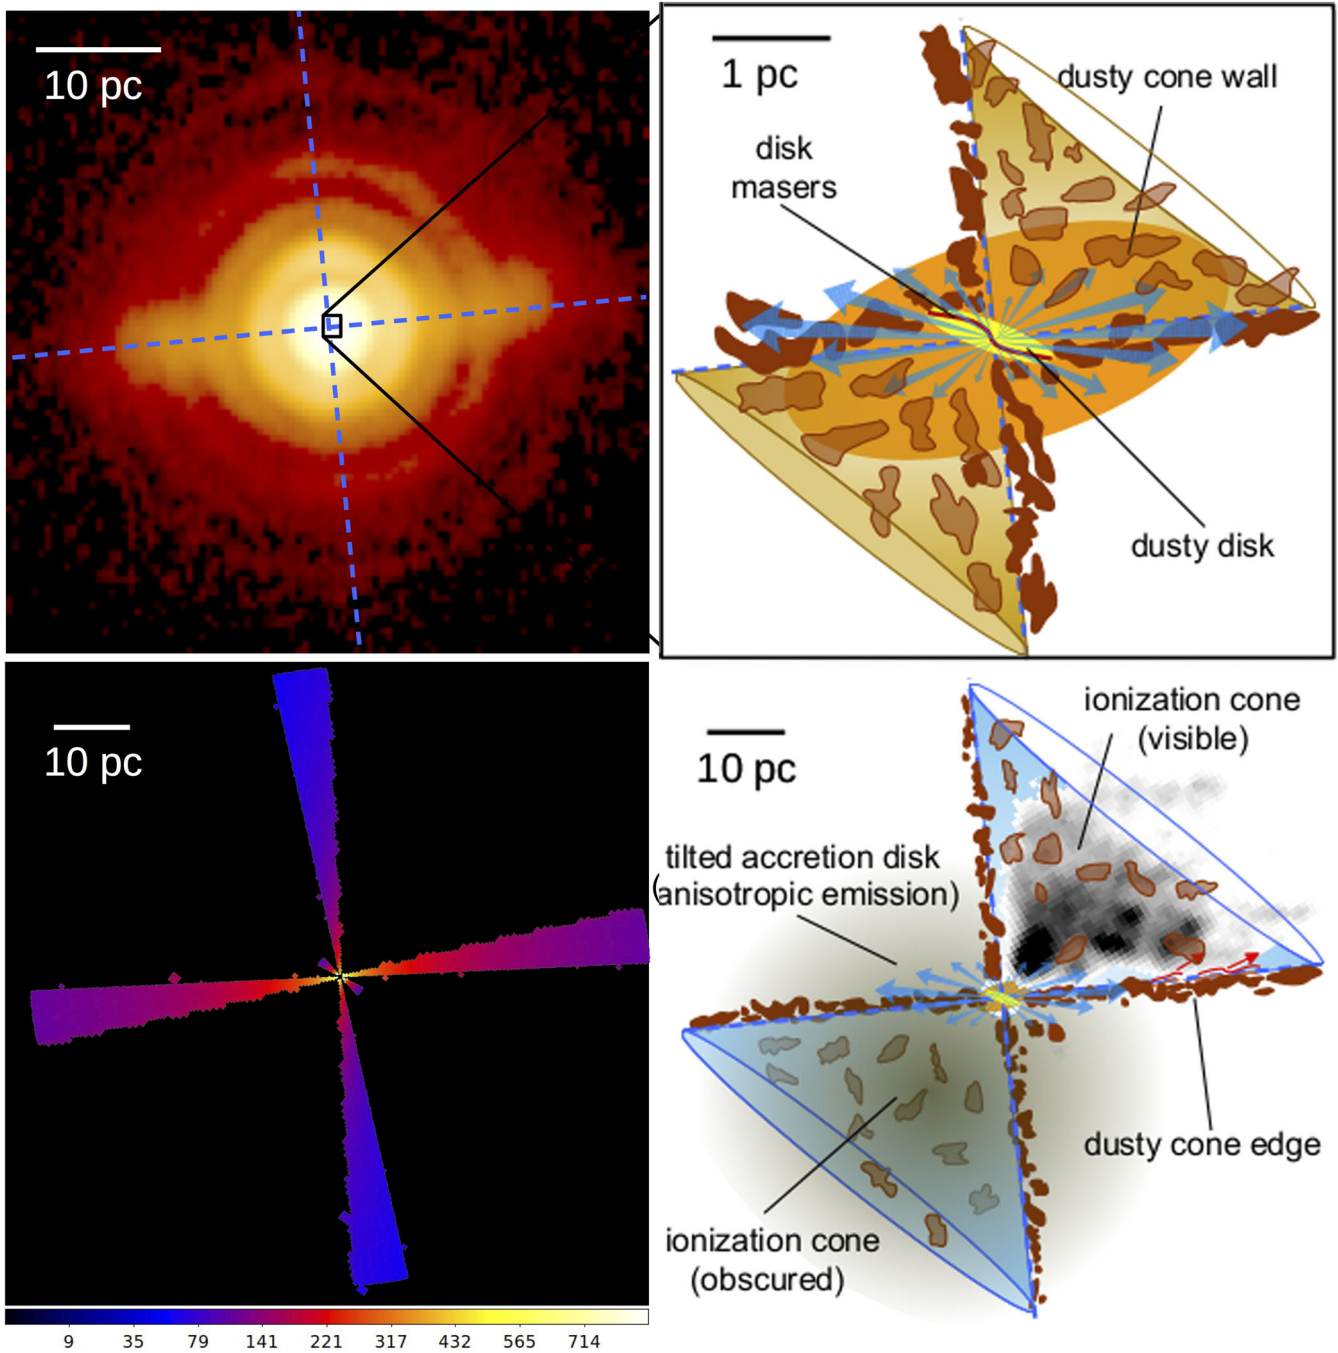 10 pc
1 pc
dusty cone wall
disk
masers
dusty disk
10 pc
10 pc
ionization cone
(visible)
tilted accretion disk
(anisotropic emission)
dusty cone edge
ionization cone
(obscured)
9 35 79 141 221 317 432 565 714